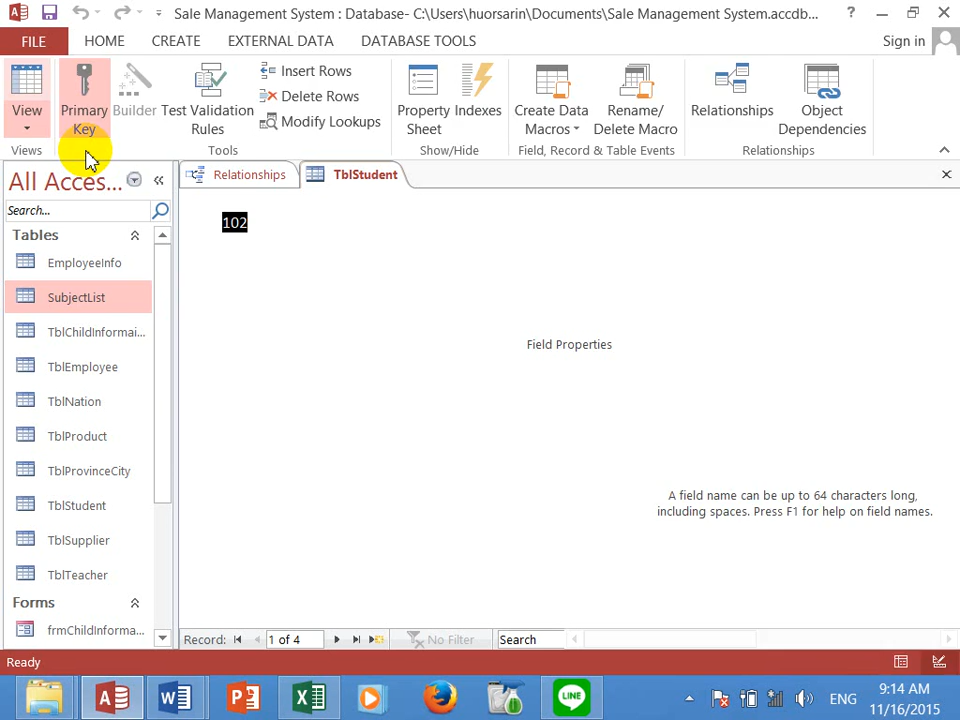 Sale Management System : Database- C:\Users\huorsarin\Documents\Sale Management System.accdb...
?
FILE
HOME
CREATE
EXTERNAL DATA
DATABASE TOOLS
Sign in
View
Primary
Key
Builder
Test Validation
Rules
Insert Rows
Delete Rows
Modify Lookups
Property
Sheet
Indexes
Create Data
Macros
Rename/
Delete Macro
Relationships
Object
Dependencies
Views
Tools
Show/Hide
Field, Record & Table Events
Relationships
All Acces...
Search...
Relationships
TblStudent
Tables
EmployeeInfo
SubjectList
TblChildInformai...
TblEmployee
TblNation
TblProduct
TblProvinceCity
TblStudent
TblSupplier
TblTeacher
Forms
frmChildInforma...
102
Field Properties
A field name can be up to 64 characters long,
including spaces. Press F1 for help on field names.
Record:
1 of 4
No Filter
Search
Ready
LINE
ENG
9:14 AM
11/16/2015